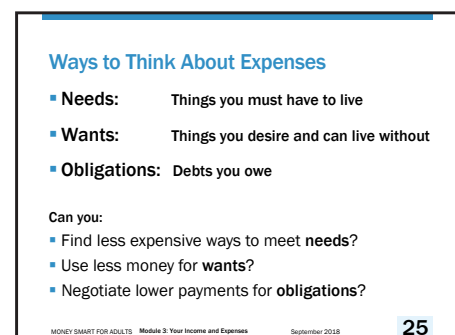 Ways to Think About Expenses
▪ Needs: Things you must have to live
▪ Wants: Things you desire and can live without
▪ Obligations: Debts you owe
Can you:
▪ Find less expensive ways to meet needs?
▪ Use less money for wants?
▪ Negotiate lower payments for obligations?
MONEY SMART FOR ADULTS Module 3: Your Income and Expenses September 2018 25